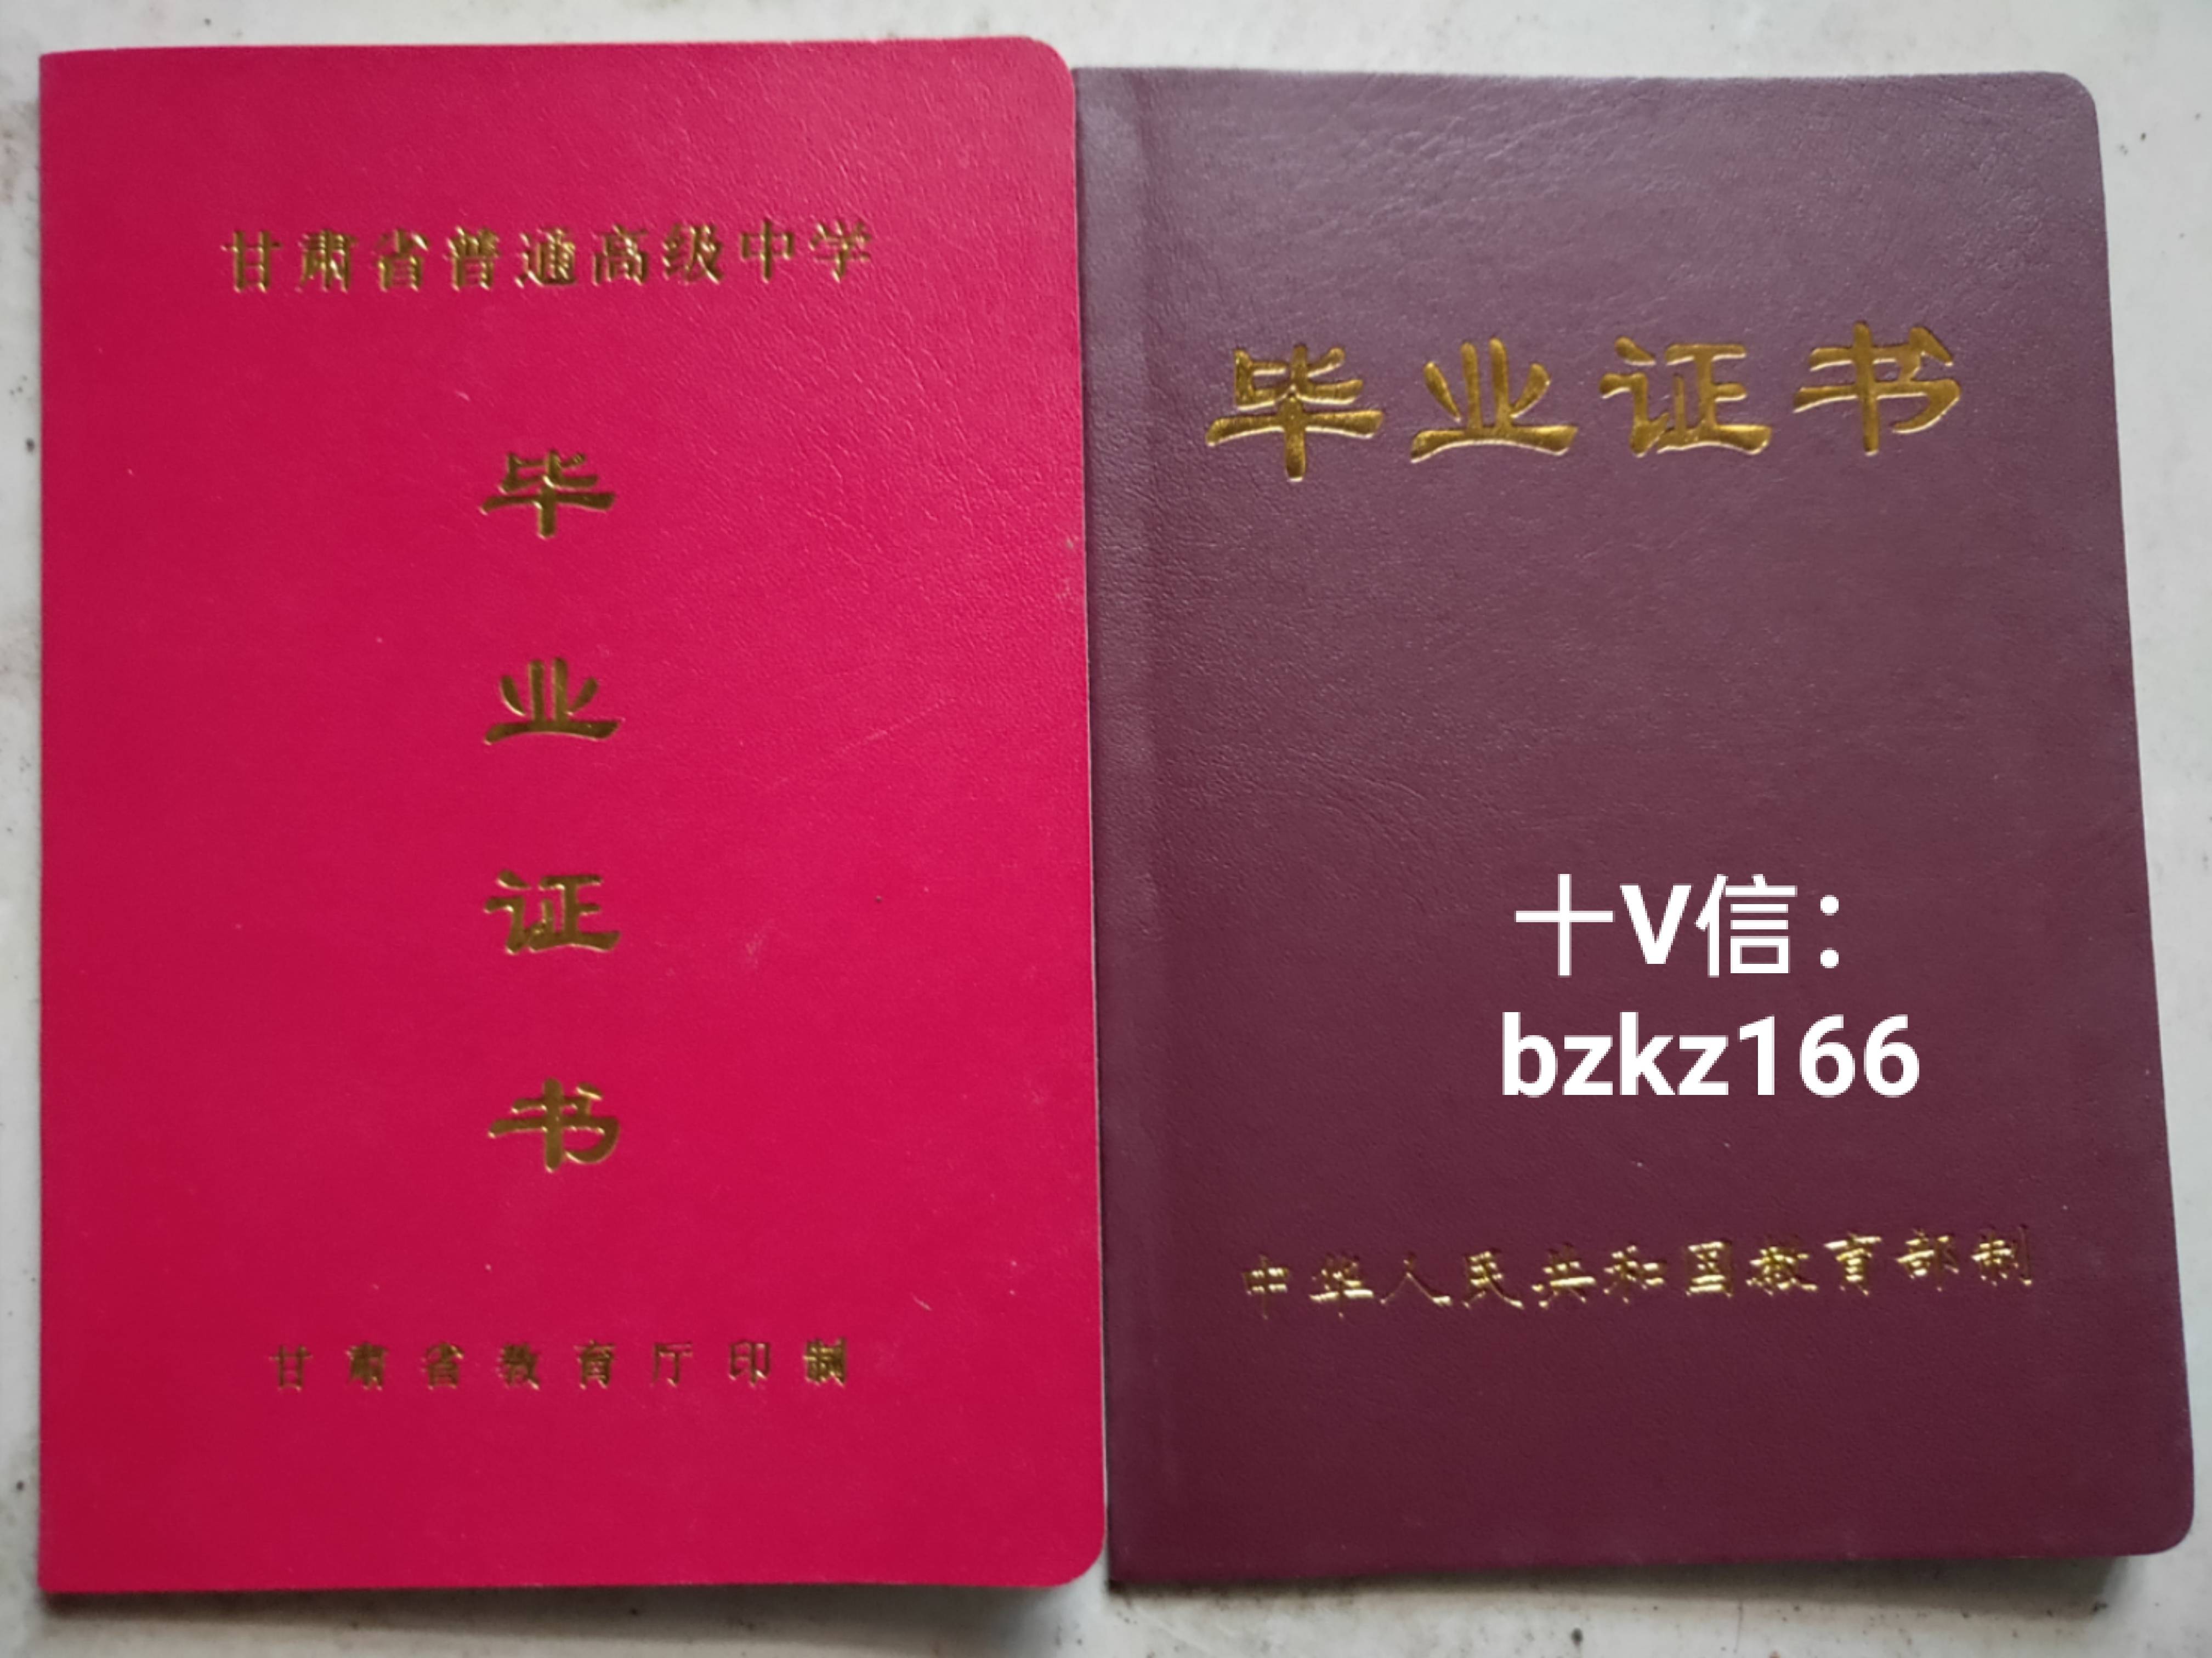 甘肃省普通高级中学
毕
业
证
书
甘肃省教育厅印制
毕业证书
十V信：
bzkz166
中华人民共和国教育部制